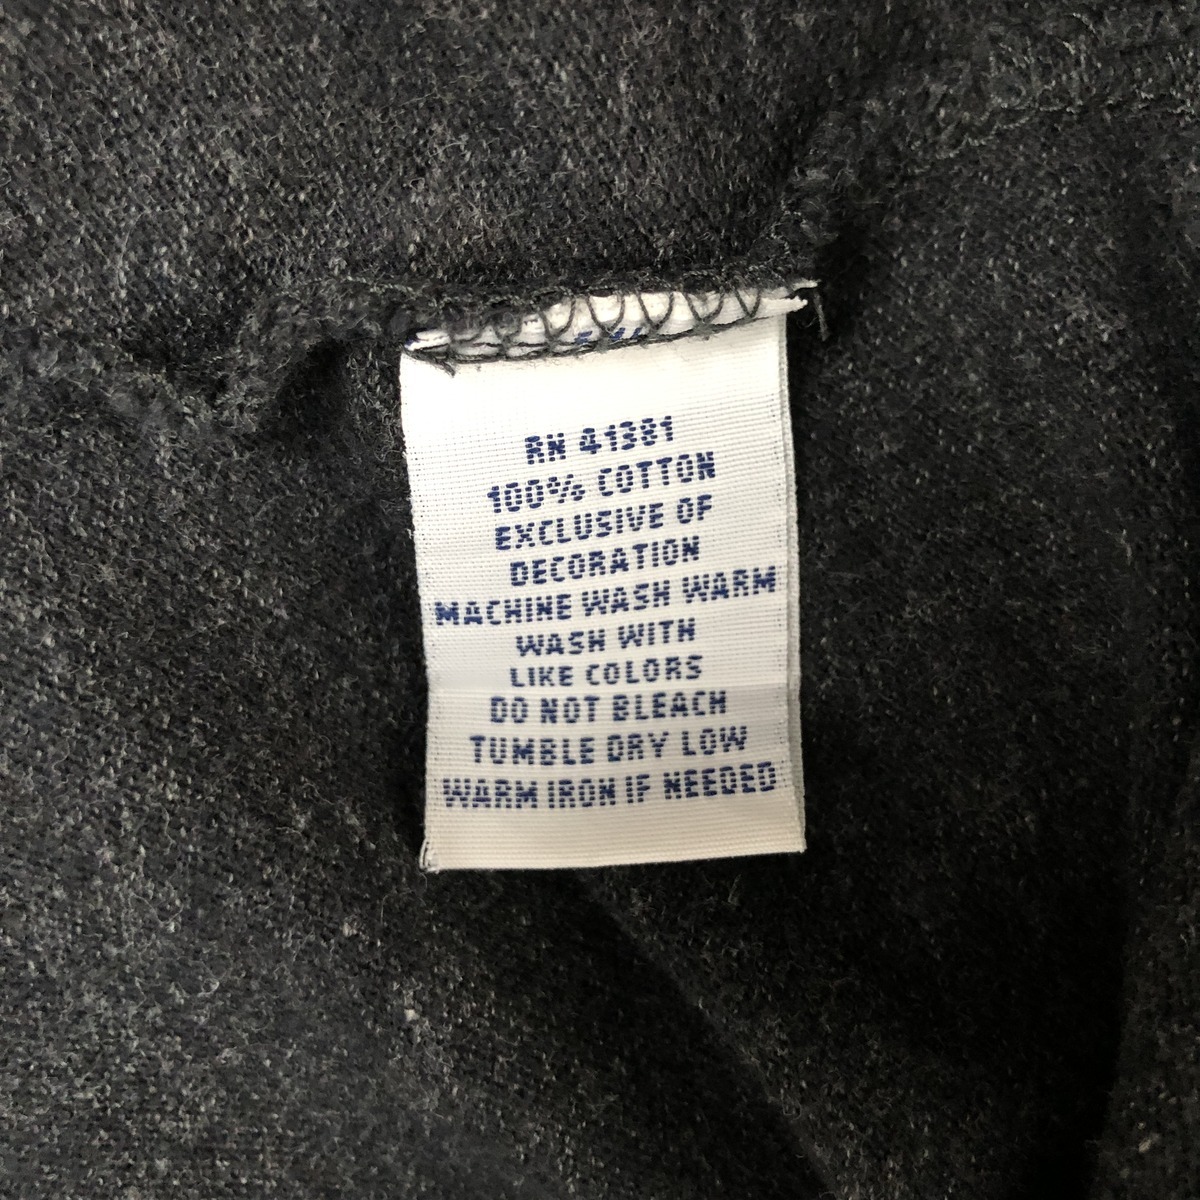 RN 41381
100% COTTON
EXCLUSIVE OF
DECORATION
MACHINE WASH WARM
WASH WITH
LIKE COLORS
DO NOT BLEACH
TUMBLE DRY LOW
WARM IRON IF NEEDED